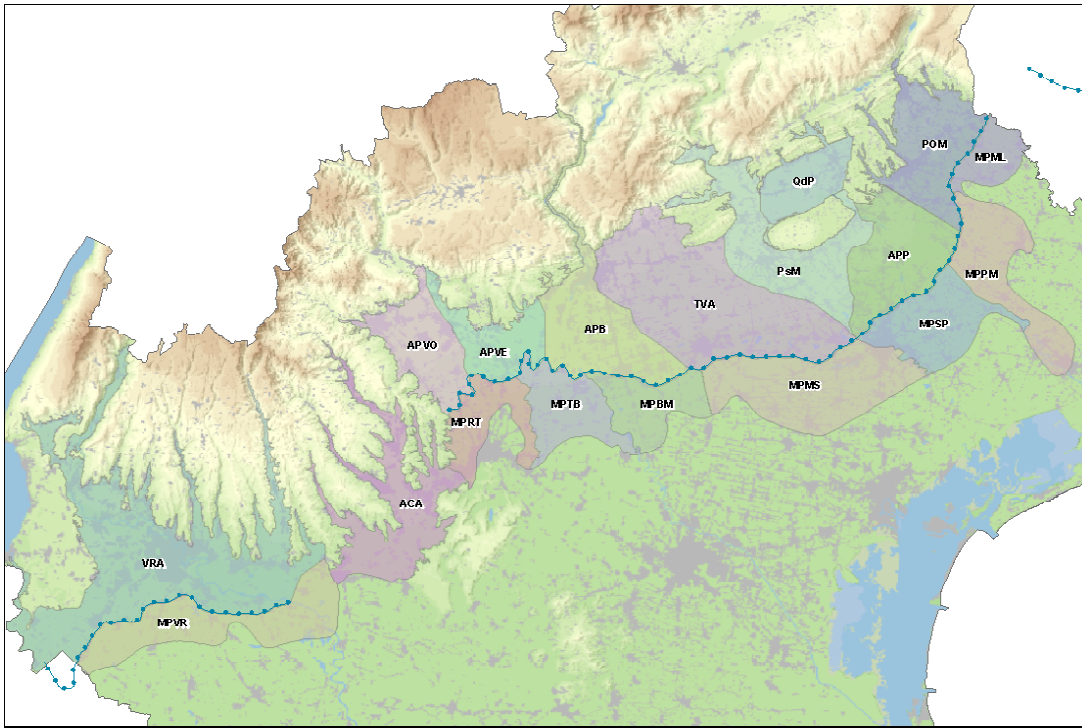 POM
MPML
QdP
APP
PsM
MPPM
TVA
APB
MPSP
APVO
APVE
MPMS
MPTB
MPBM
MPRT
ACA
VRA
MPVR